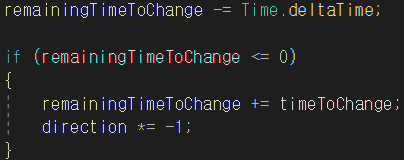 remainingTimeToChange -= Time.deltaTime;
if (remainingTimeToChange <= 0)
{
remainingTimeToChange += timeToChange;
direction *= -1;
}